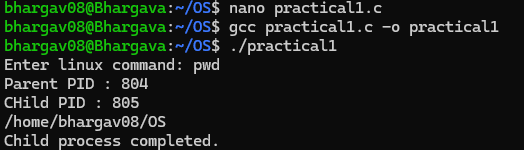 bhargav08@Bhargava:~/OS$ nano practical1.c
bhargav08@Bhargava:~/OS$ gcc practical1.c -o practical1
bhargav08@Bhargava:~/OS$ ./practical1
Enter linux command: pwd
Parent PID : 804
CHild PID : 805
/home/bhargav08/OS
Child process completed.